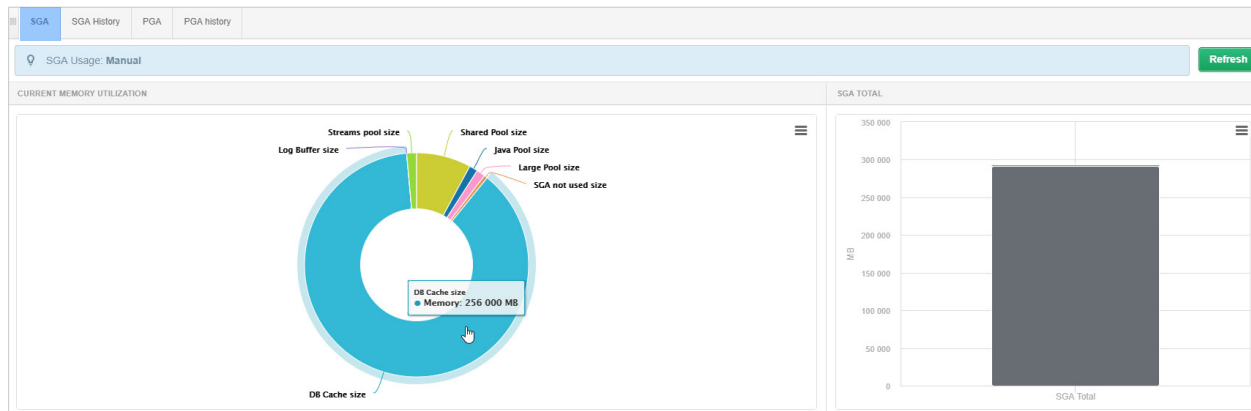 SGA
SGA History
PGA
PGA history
SGA Usage: Manual
Refresh
CURRENT MEMORY UTILIZATION
SGA TOTAL
Streams pool size
Shared Pool size
Log Buffer size
Java Pool size
Large Pool size
SGA not used size
DB Cache size
Memory: 256 000 MB
DB Cache size
350 000
300 000
250 000
200 000
MB
150 000
100 000
50 000
0
SGA Total